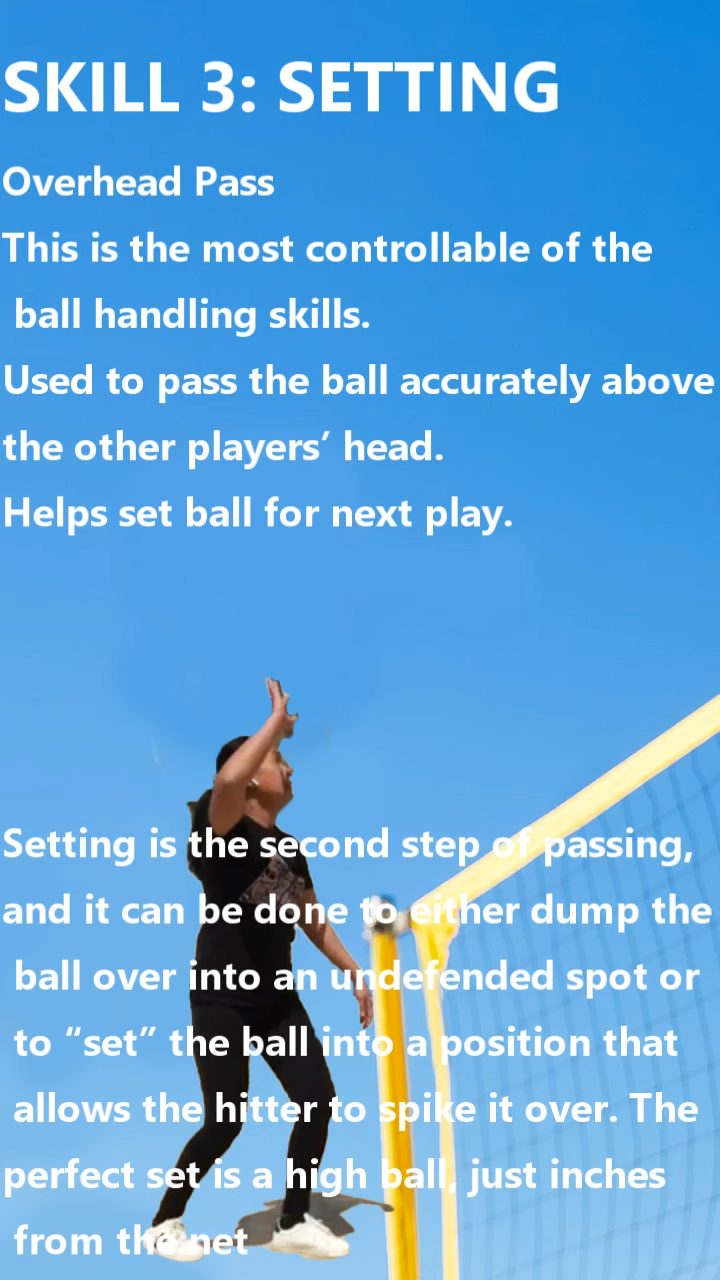 SKILL 3: SETTING
Overhead Pass
This is the most controllable of the
ball handling skills.
Used to pass the ball accurately above
the other players’ head.
Helps set ball for next play.
Setting is the second step of passing,
and it can be done to either dump the
ball over into an undefended spot or
to “set” the ball into a position that
allows the hitter to spike it over. The
perfect set is a high ball, just inches
from the net